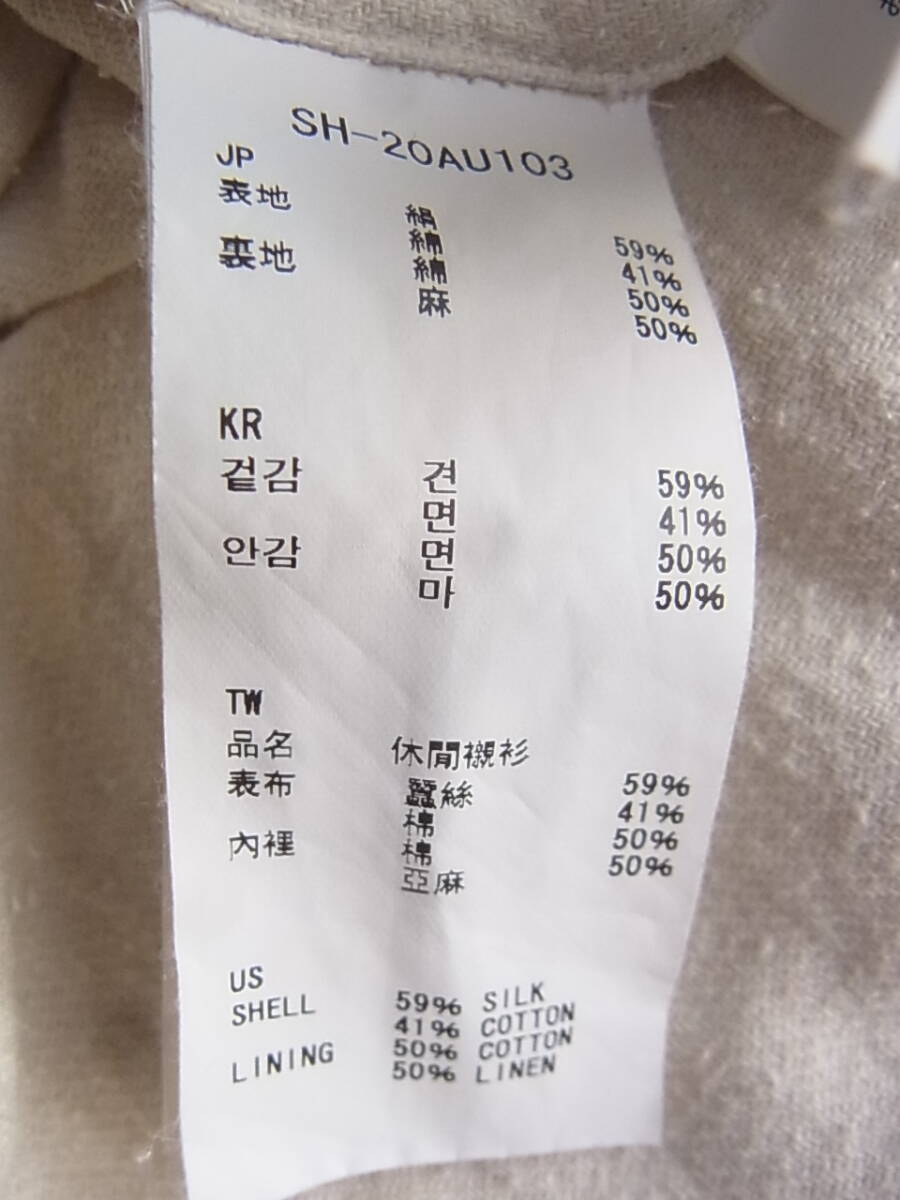 SH-20AU103
JP
表地 絹 59%
綿 41%
裏地 綿 50%
麻 50%
KR
겉감 견 59%
면 41%
안감 면 50%
마 50%
TW
品名 休閒襯衫
表布 蠶絲 59%
棉 41%
內裡 棉 50%
亞麻 50%
US
SHELL 59% SILK
41% COTTON
LINING 50% COTTON
50% LINEN